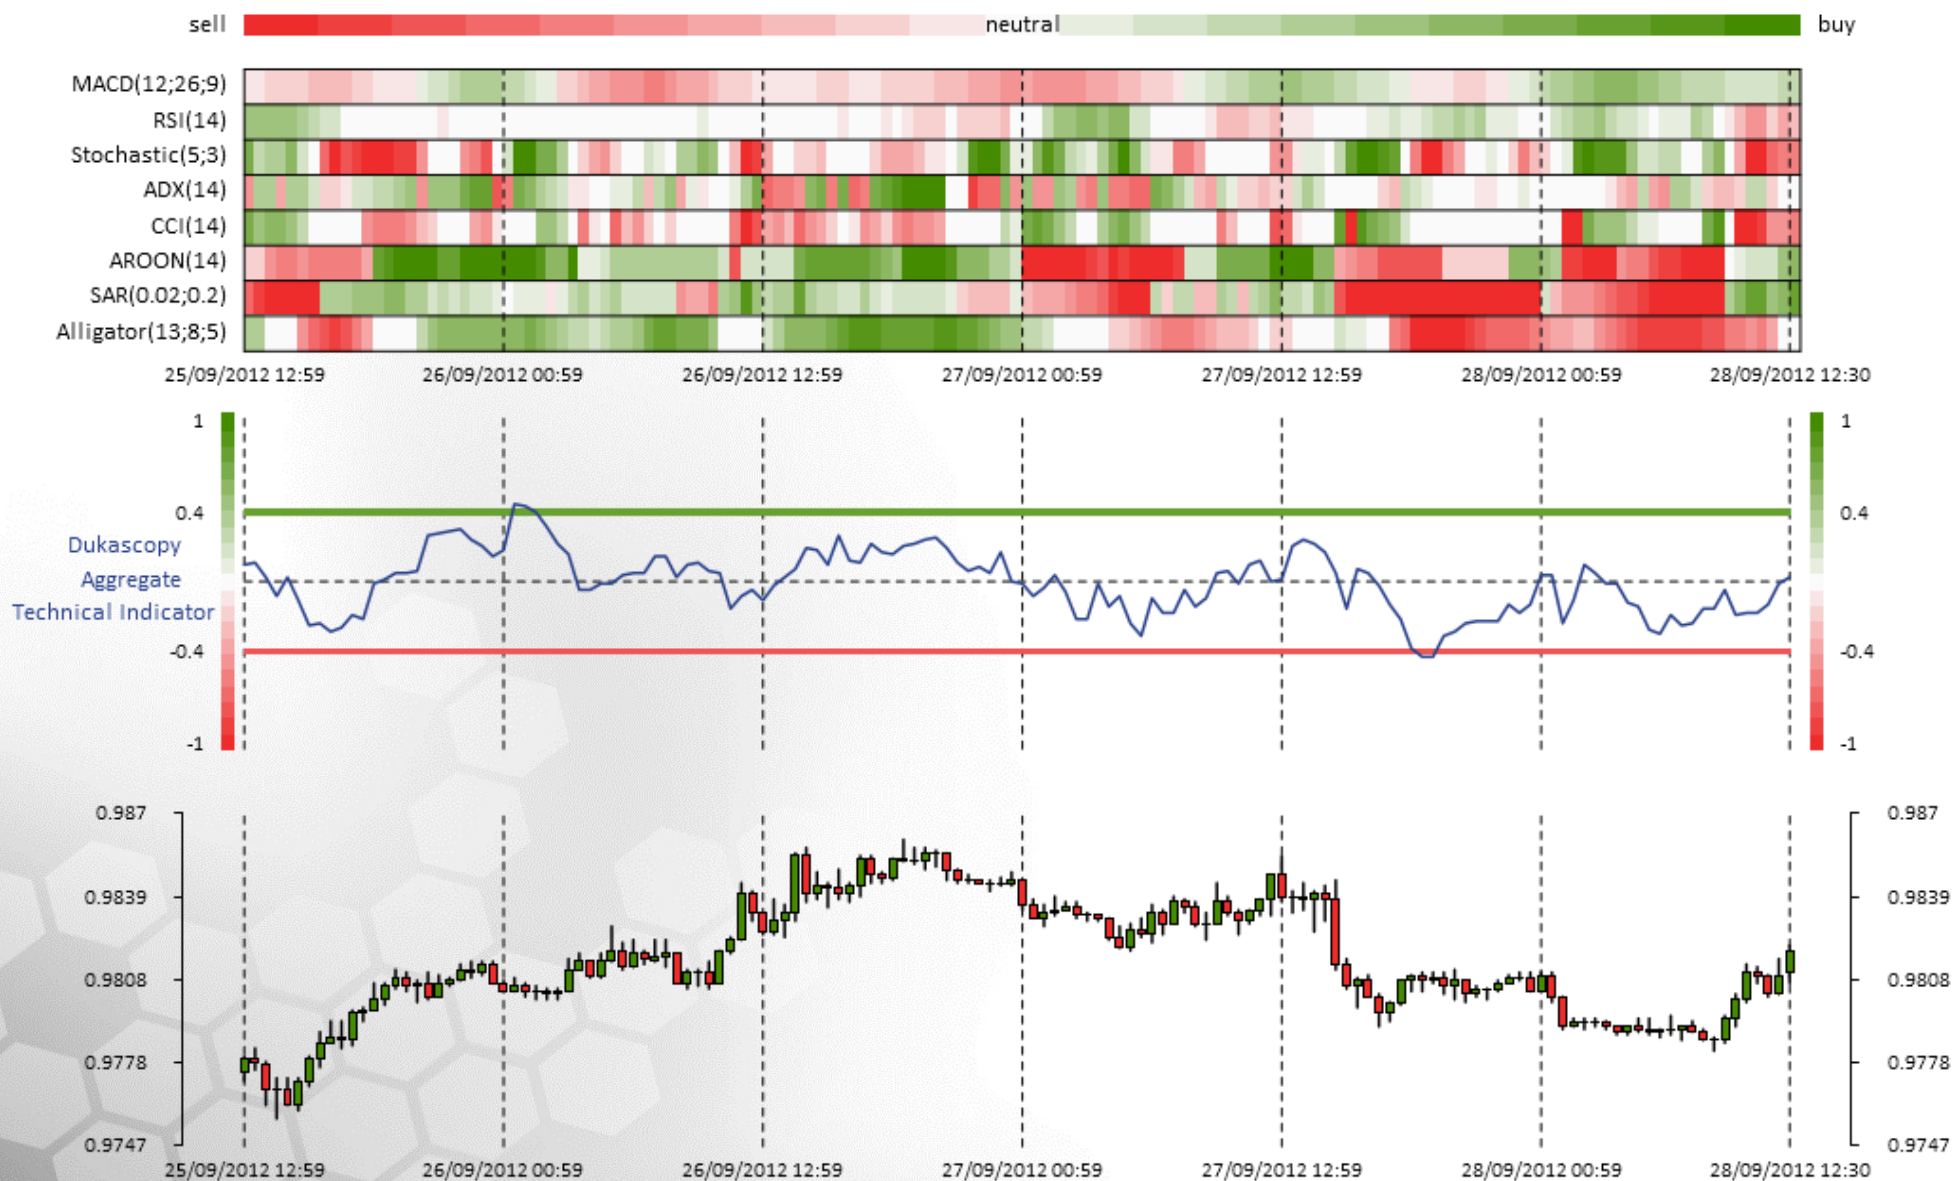 sell neutral buy
MACD(12;26;9)
RSI(14)
Stochastic(5;3)
ADX(14)
CCI(14)
AROON(14)
SAR(0.02;0.2)
Alligator(13;8;5)
25/09/2012 12:59 26/09/2012 00:59 26/09/2012 12:59 27/09/2012 00:59 27/09/2012 12:59 28/09/2012 00:59 28/09/2012 12:30
1 1
0.4 0.4
Dukascopy
Aggregate
Technical Indicator
-0.4 -0.4
-1 -1
0.987 0.987
0.9839 0.9839
0.9808 0.9808
0.9778 0.9778
0.9747 0.9747
25/09/2012 12:59 26/09/2012 00:59 26/09/2012 12:59 27/09/2012 00:59 27/09/2012 12:59 28/09/2012 00:59 28/09/2012 12:30